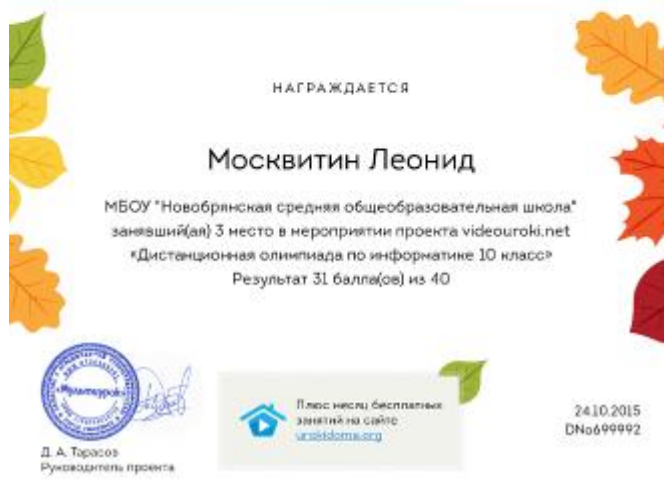 НАГРАЖДАЕТСЯ
Москвитин Леонид
МБОУ "Новобрянская средняя общеобразовательная школа"
занявший(ая) 3 место в мероприятии проекта videouroki.net
«Дистанционная олимпиада по информатике 10 класс»
Результат 31 балла(ов) из 40
«Мультиурок»
Плюс месяц бесплатных
занятий на сайте
urokidoma.org
24.10.2015
DNo699992
Д. А. Тарасов
Руководитель проекта